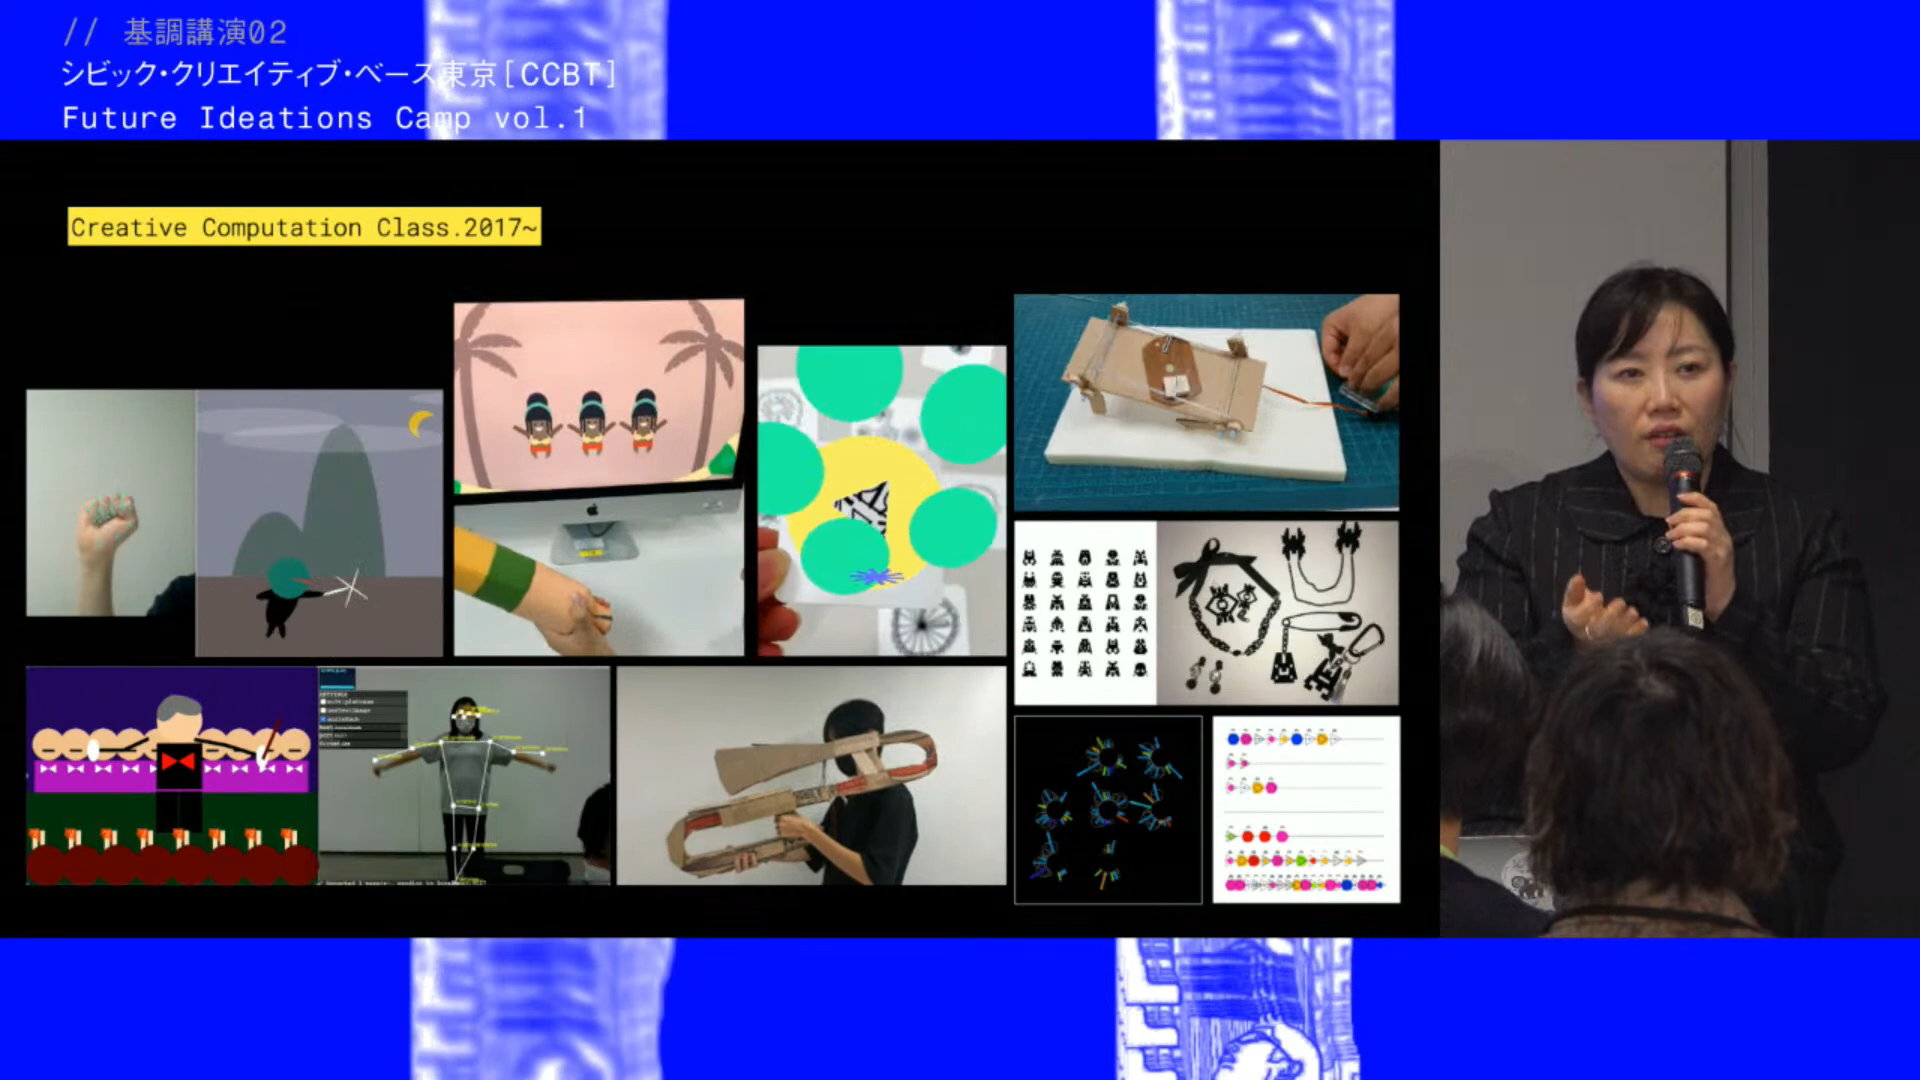 // 基調講演02
シビック・クリエイティブ・ベース東京[CCBT]
Future Ideations Camp vol.1
Creative Computation Class.2017~